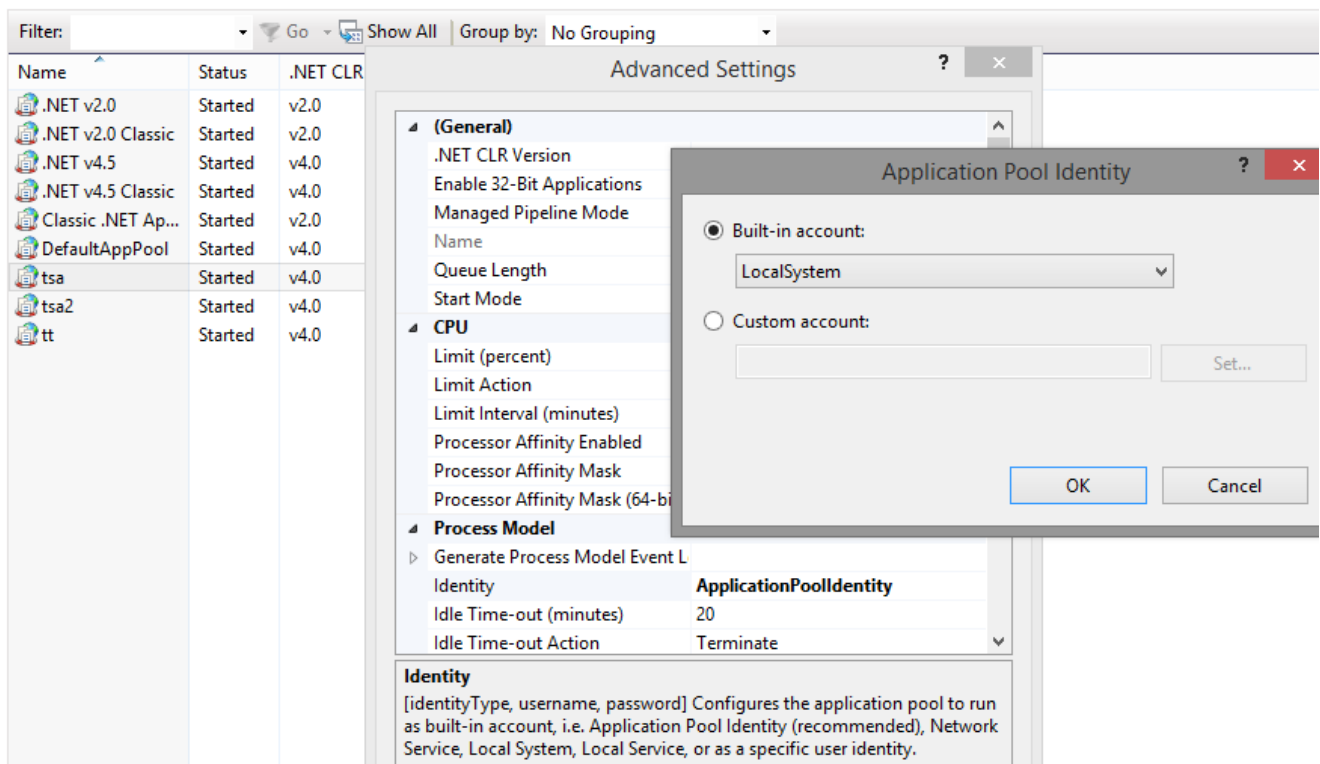 Filter: Go Show All Group by: No Grouping
Name Status .NET CLR
.NET v2.0 Started v2.0
.NET v2.0 Classic Started v2.0
.NET v4.5 Started v4.0
.NET v4.5 Classic Started v4.0
Classic .NET Ap... Started v2.0
DefaultAppPool Started v4.0
tsa Started v4.0
tsa2 Started v4.0
tt Started v4.0
Advanced Settings ? ×
(General)
.NET CLR Version
Enable 32-Bit Applications
Managed Pipeline Mode
Name
Queue Length
Start Mode
CPU
Limit (percent)
Limit Action
Limit Interval (minutes)
Processor Affinity Enabled
Processor Affinity Mask
Processor Affinity Mask (64-bi
Process Model
Generate Process Model Event L
Identity ApplicationPoolIdentity
Idle Time-out (minutes) 20
Idle Time-out Action Terminate
Identity
[identityType, username, password] Configures the application pool to run
as built-in account, i.e. Application Pool Identity (recommended), Network
Service, Local System, Local Service, or as a specific user identity.
Application Pool Identity ? ×
Built-in account:
LocalSystem
Custom account:
Set...
OK Cancel